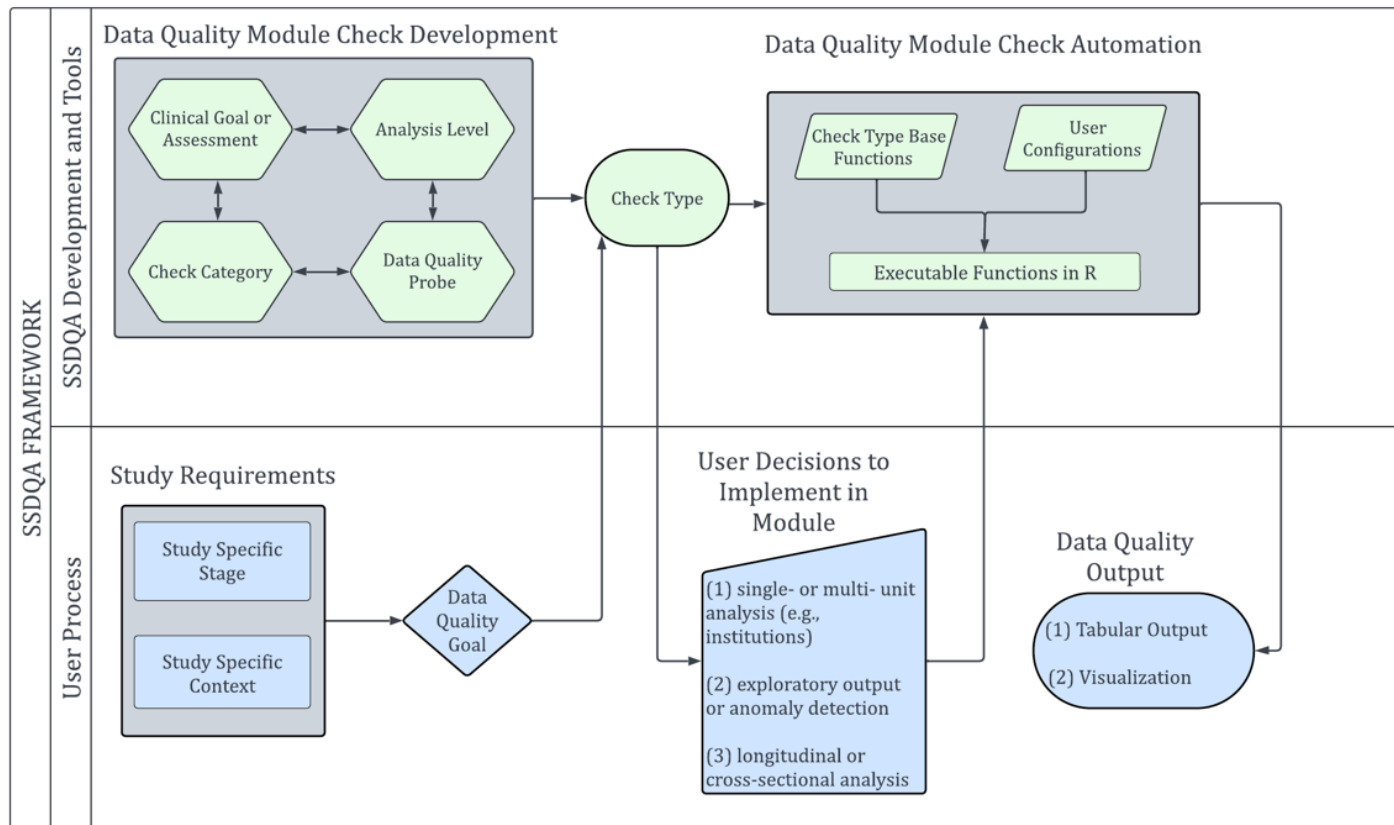 SSDQA FRAMEWORK
SSDQA Development and Tools
Data Quality Module Check Development
Clinical Goal or
Assessment
Analysis Level
Check Category
Data Quality
Probe
Check Type
Data Quality Module Check Automation
Check Type Base
Functions
User
Configurations
Executable Functions in R
User Process
Study Requirements
Study Specific
Stage
Study Specific
Context
Data
Quality
Goal
User Decisions to
Implement in
Module
(1) single- or multi- unit
analysis (e.g.,
institutions)
(2) exploratory output
or anomaly detection
(3) longitudinal or
cross-sectional analysis
Data Quality
Output
(1) Tabular Output
(2) Visualization